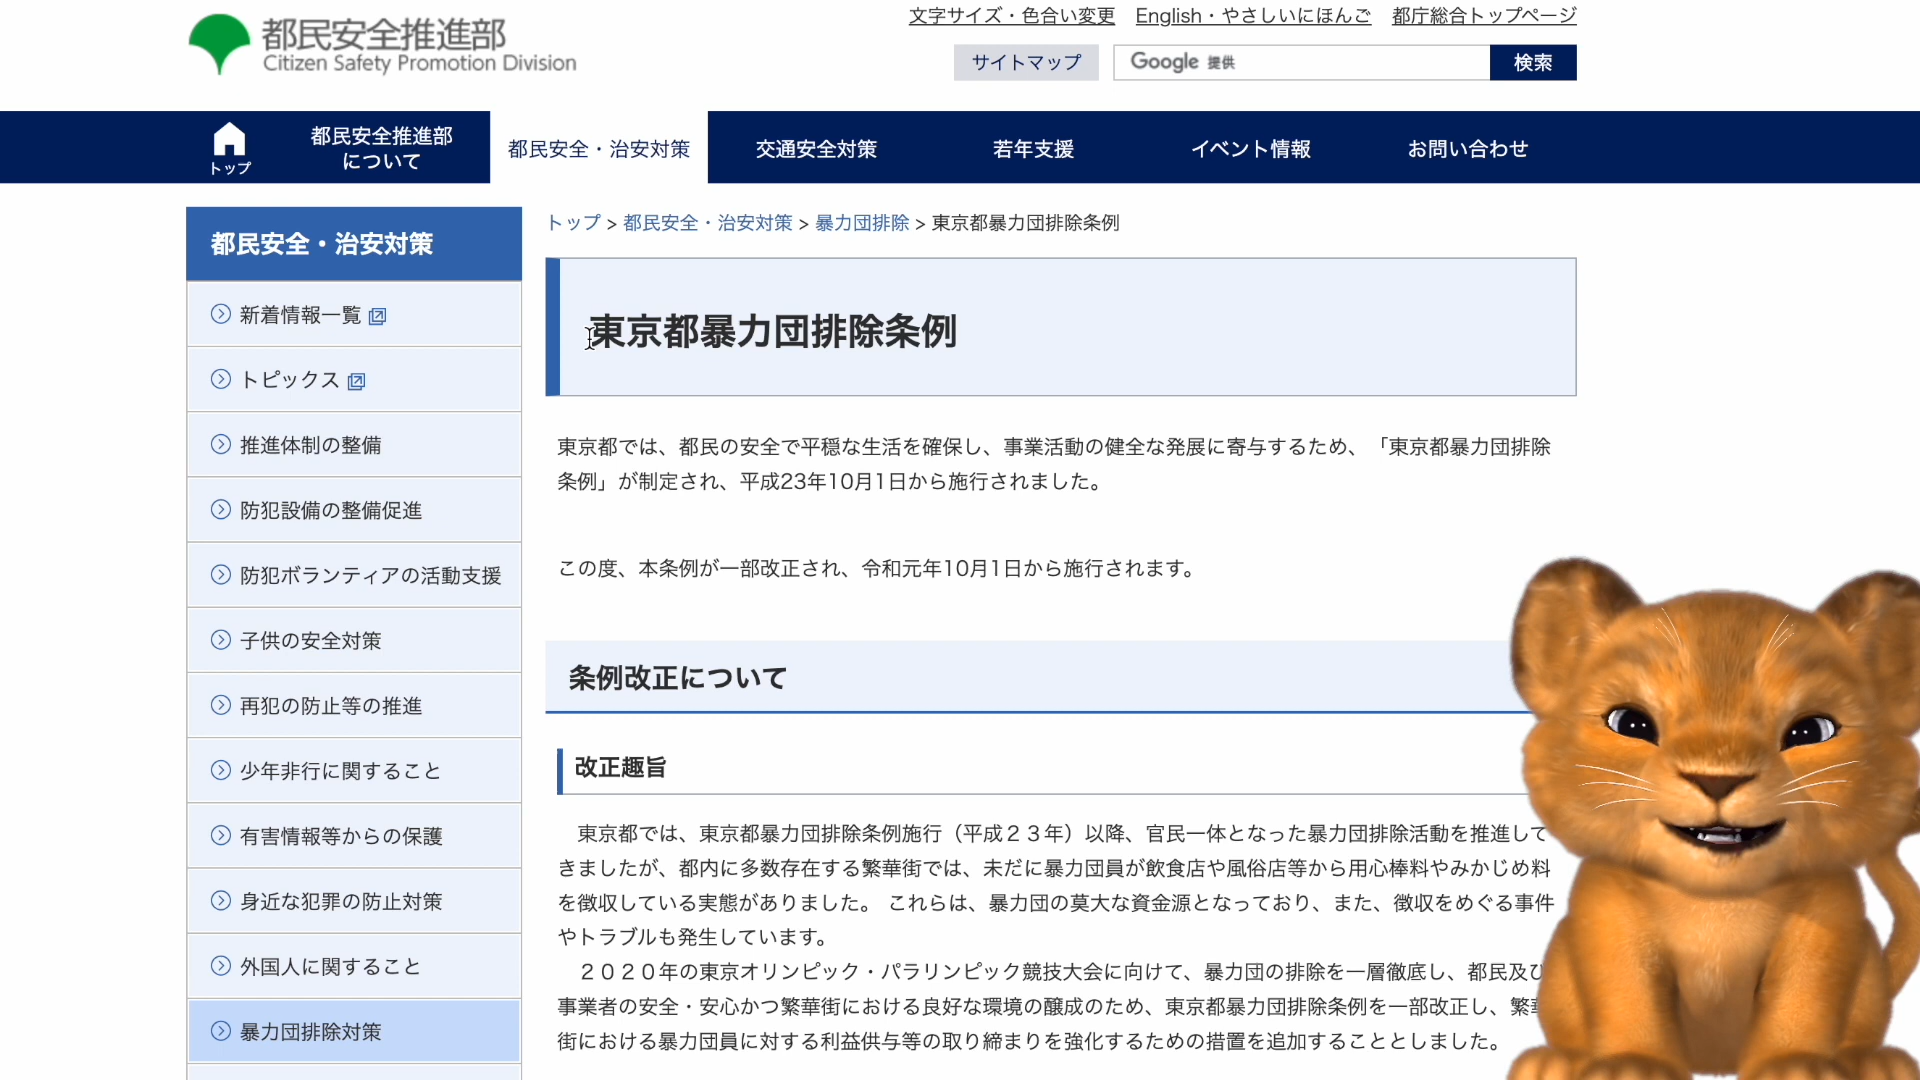 都民安全推進部
Citizen Safety Promotion Division
文字サイズ・色合い変更 English・やさしいにほんご 都庁総合トップページ
サイトマップ Google 提供 検索
トップ
都民安全推進部
について
都民安全・治安対策
交通安全対策
若年支援
イベント情報
お問い合わせ
都民安全・治安対策
新着情報一覧
トピックス
推進体制の整備
防犯設備の整備促進
防犯ボランティアの活動支援
子供の安全対策
再犯の防止等の推進
少年非行に関すること
有害情報等からの保護
身近な犯罪の防止対策
外国人に関すること
暴力団排除対策
トップ > 都民安全・治安対策 > 暴力団排除 > 東京都暴力団排除条例
東京都暴力団排除条例
東京都では、都民の安全で平穏な生活を確保し、事業活動の健全な発展に寄与するため、「東京都暴力団排除
条例」が制定され、平成23年10月1日から施行されました。
この度、本条例が一部改正され、令和元年10月1日から施行されます。
条例改正について
改正趣旨
東京都では、東京都暴力団排除条例施行（平成２３年）以降、官民一体となった暴力団排除活動を推進して
きましたが、都内に多数存在する繁華街では、未だに暴力団員が飲食店や風俗店等から用心棒料やみかじめ料
を徴収している実態がありました。 これらは、暴力団の莫大な資金源となっており、また、徴収をめぐる事件
やトラブルも発生しています。
２０２０年の東京オリンピック・パラリンピック競技大会に向けて、暴力団の排除を一層徹底し、都民及び
事業者の安全・安心かつ繁華街における良好な環境の醸成のため、東京都暴力団排除条例を一部改正し、繁華
街における暴力団員に対する利益供与等の取り締まりを強化するための措置を追加することとしました。